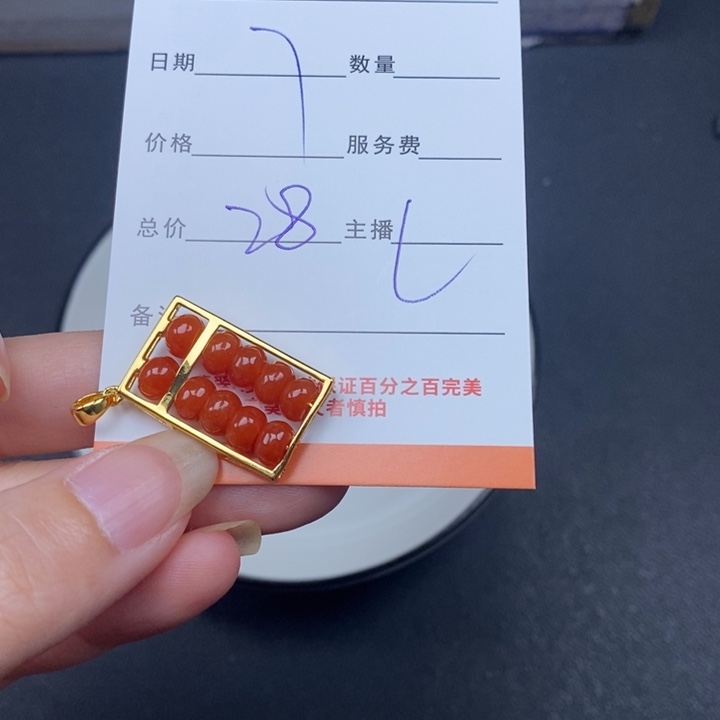 日期 7 数量
价格 服务费
总价 28 主播 L
备
证百分之百完美
者慎拍